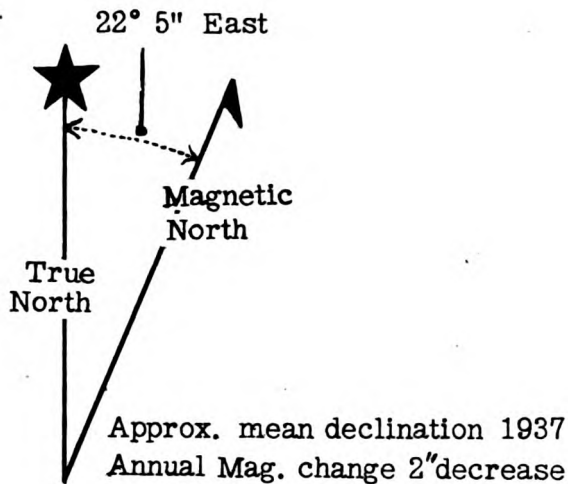 22° 5" East
Magnetic
North
True
North
Approx. mean declination 1937
Annual Mag. change 2" decrease